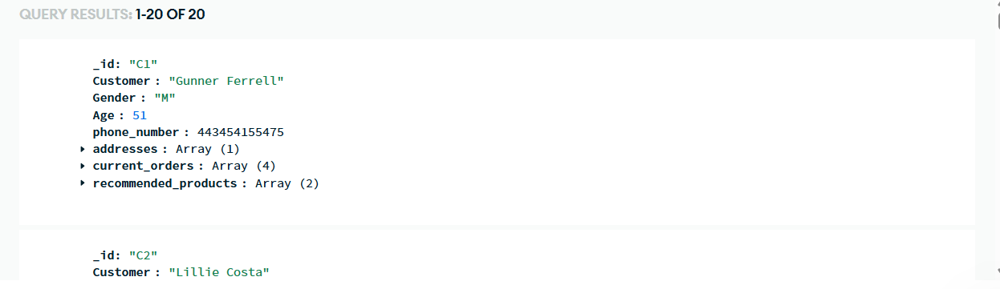 QUERY RESULTS: 1-20 OF 20
_id: "C1"
Customer : "Gunner Ferrell"
Gender : "M"
Age : 51
phone_number : 443454155475
addresses : Array (1)
current_orders : Array (4)
recommended_products : Array (2)
_id: "C2"
Customer : "Lillie Costa"